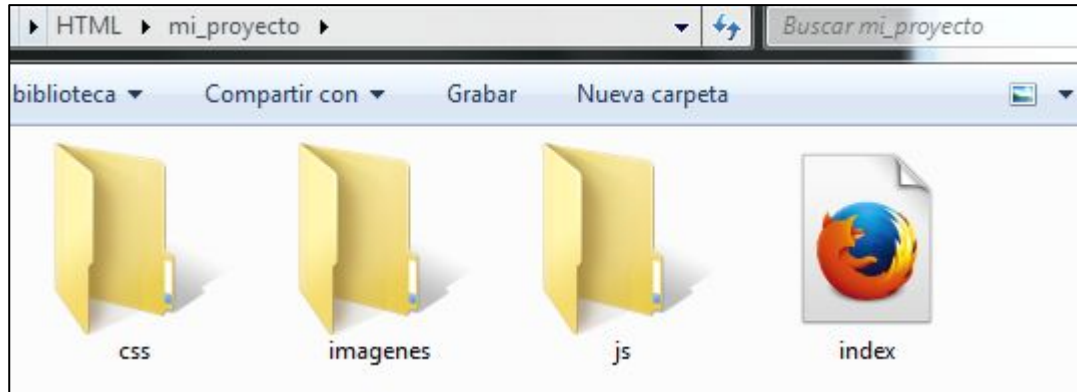 HTML mi_proyecto Buscar mi_proyecto
biblioteca Compartir con Grabar Nueva carpeta
css imagenes js index